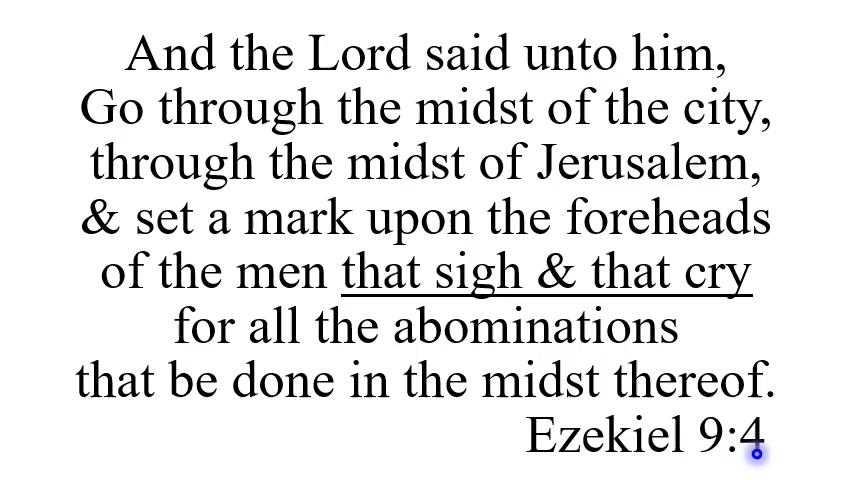 And the Lord said unto him,
Go through the midst of the city,
through the midst of Jerusalem,
& set a mark upon the foreheads
of the men that sigh & that cry
for all the abominations
that be done in the midst thereof.
Ezekiel 9:4